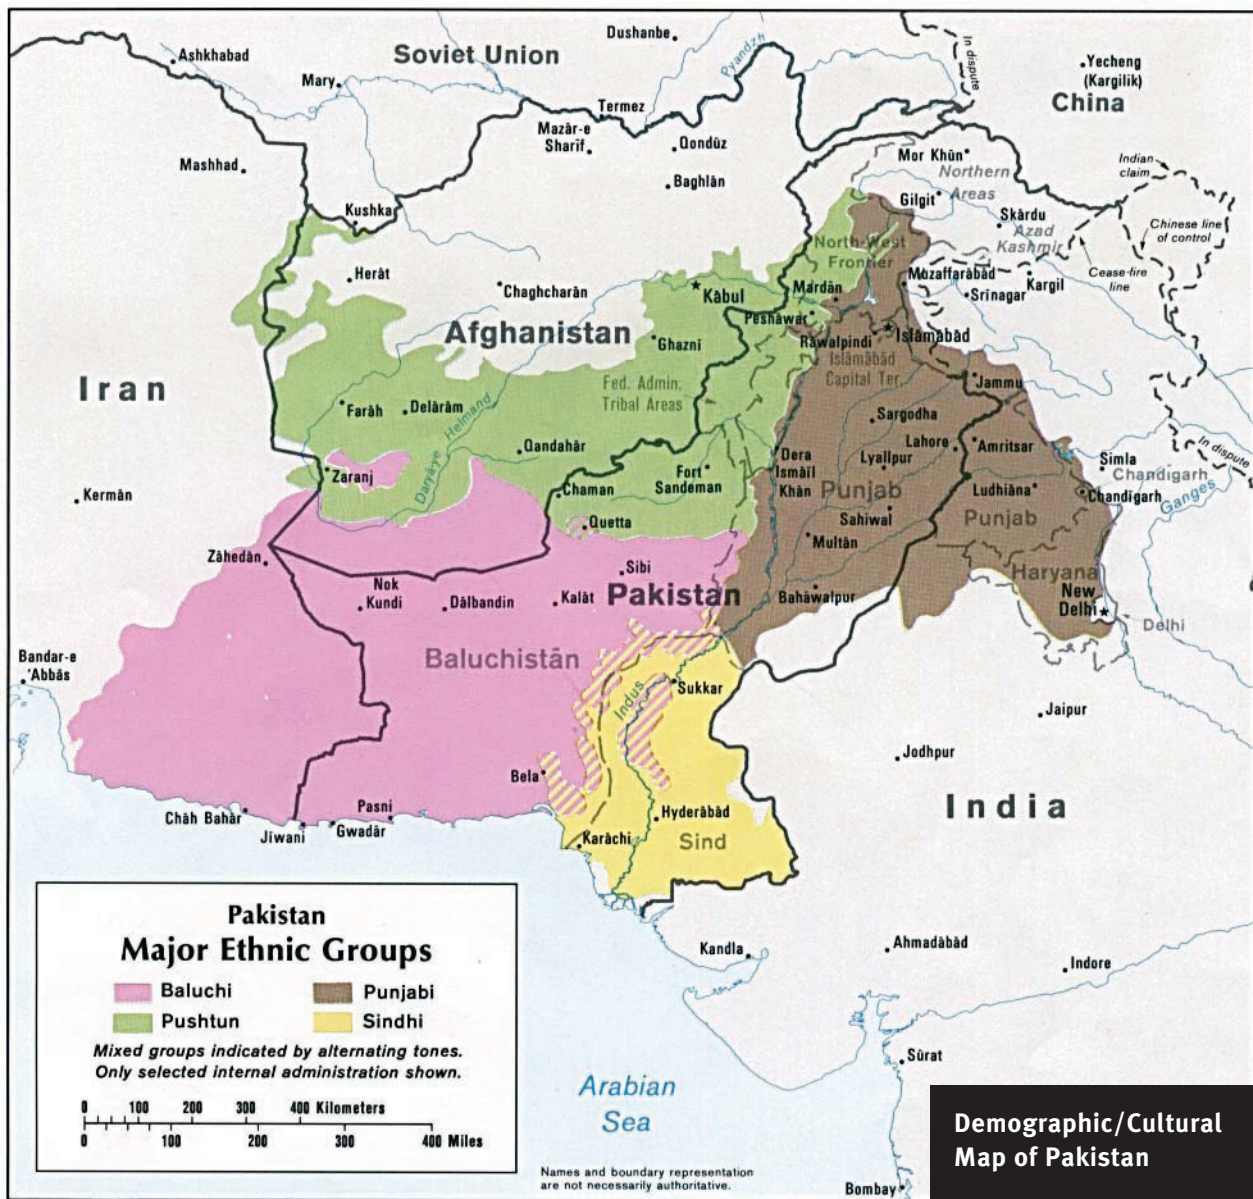 Soviet Union
Dushanbe
Pyandzh
In dispute
Yecheng
(Kargilik)
China
Ashkhabad
Mary
Termez
Mazār-e
Sharīf
Qondūz
Baghlān
Mashhad
Kushka
Herāt
Chaghcharān
Kābul
Afghanistan
Ghaznī
Mor Khūn
Northern
Areas
Gilgit
Skārdu
Azad
Kashmir
Indian
claim
Chinese line
of control
Cease-fire
line
North-West
Frontier
Mardān
Peshāwar
Muzaffarābād
Srīnagar
Kargil
Rāwalpindi
Islāmābād
Islāmābād
Capital Ter.
Iran
Fed. Admin.
Tribal Areas
Farāh
Delārām
Daryāye Helmand
Qandahār
Zaranj
Kermān
Chaman
Fort
Sandeman
Quetta
Dera
Ismāīl
Khān
Jammu
Sargodha
Lahore
Amritsar
Lyallpur
Punjab
Sahiwal
Multān
Ludhiāna
Punjab
Simla
Chandīgarh
Chandīgarh
In dispute
Ganges
Haryana
New
Delhi
Delhi
Zāhedān
Nok
Kundi
Dālbandin
Sibi
Kalāt
Pakistan
Bahāwalpur
Baluchistān
Bandar-e
'Abbās
Indus
Sukkar
Jaipur
Jodhpur
Bela
India
Chāh Bahār
Jīwani
Gwadār
Pasni
Karāchi
Hyderābād
Sind
Kandla
Ahmadābād
Indore
Sūrat
Bombay
Arabian
Sea
Pakistan
Major Ethnic Groups
Baluchi
Punjabi
Pushtun
Sindhi
Mixed groups indicated by alternating tones.
Only selected internal administration shown.
0 100 200 300 400 Kilometers
0 100 200 300 400 Miles
Names and boundary representation
are not necessarily authoritative.
Demographic/Cultural
Map of Pakistan